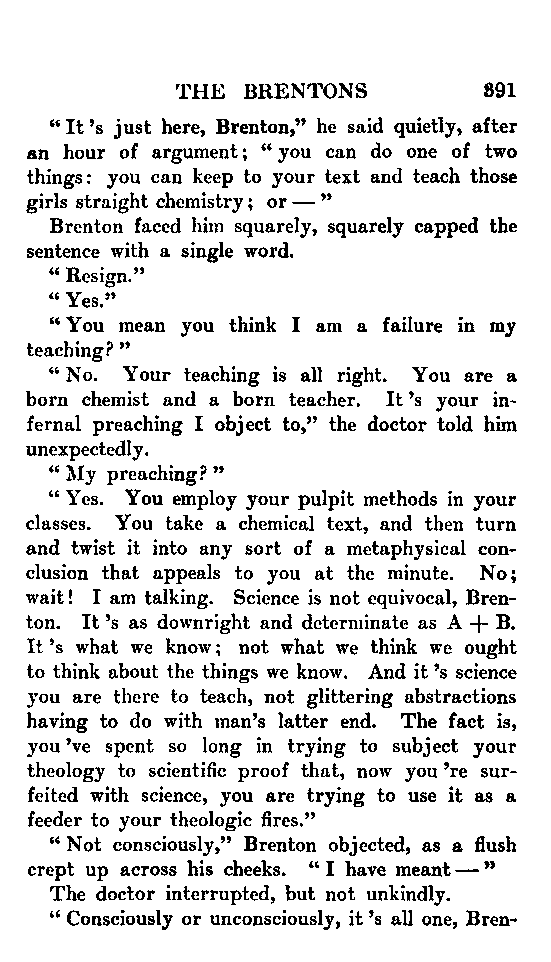 THE BRENTONS 391
"It's just here, Brenton," he said quietly, after
an hour of argument; "you can do one of two
things: you can keep to your text and teach those
girls straight chemistry; or — "
Brenton faced him squarely, squarely capped the
sentence with a single word.
"Resign."
"Yes."
"You mean you think I am a failure in my
teaching?"
"No. Your teaching is all right. You are a
born chemist and a born teacher. It's your in-
fernal preaching I object to," the doctor told him
unexpectedly.
"My preaching?"
"Yes. You employ your pulpit methods in your
classes. You take a chemical text, and then turn
and twist it into any sort of a metaphysical con-
clusion that appeals to you at the minute. No;
wait! I am talking. Science is not equivocal, Bren-
ton. It's as downright and determinate as A + B.
It's what we know; not what we think we ought
to think about the things we know. And it's science
you are there to teach, not glittering abstractions
having to do with man's latter end. The fact is,
you've spent so long in trying to subject your
theology to scientific proof that, now you're sur-
feited with science, you are trying to use it as a
feeder to your theologic fires."
"Not consciously," Brenton objected, as a flush
crept up across his cheeks. "I have meant — "
The doctor interrupted, but not unkindly.
"Consciously or unconsciously, it's all one, Bren-